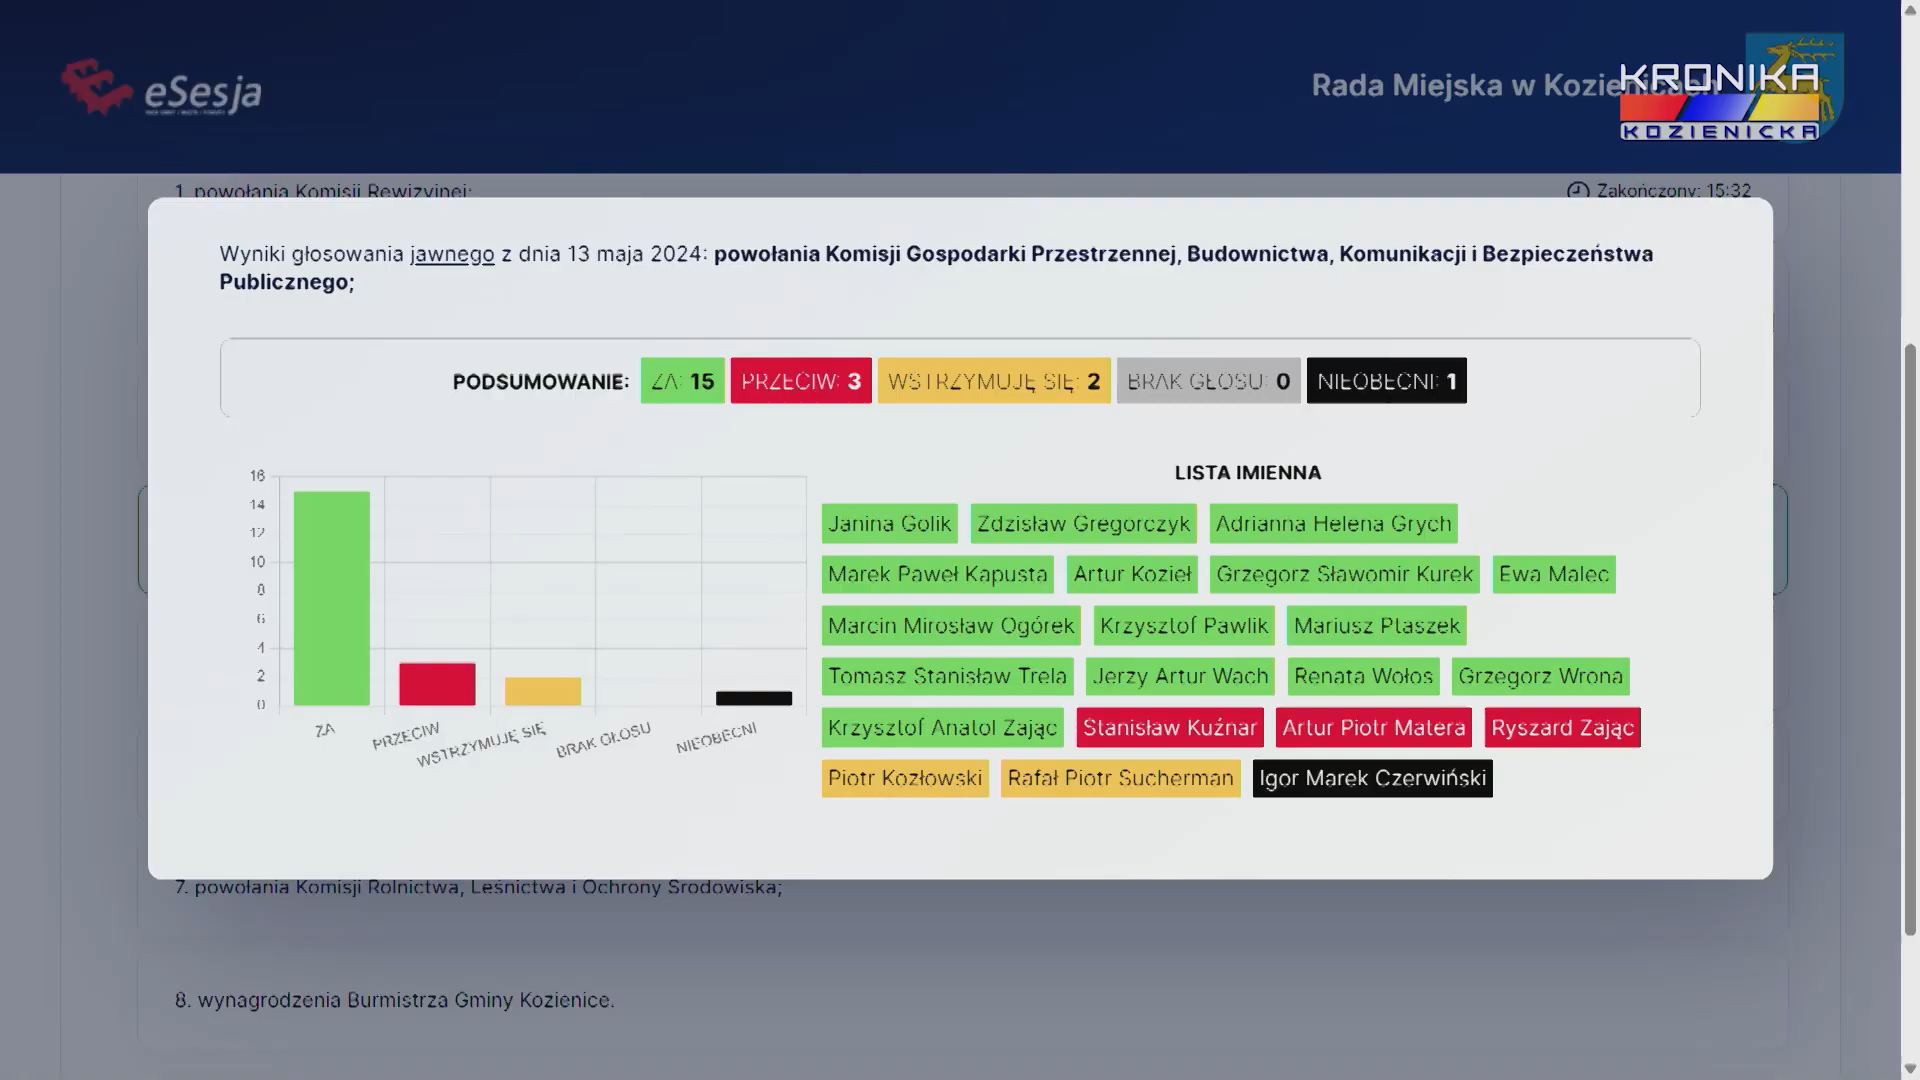 eSesja
Rada Miejska w Kozienicach
KRONIKA
KOZIENICKA
1. powołania Komisji Rewizyjnej;
Zakończony: 15:32
Wyniki głosowania jawnego z dnia 13 maja 2024: powołania Komisji Gospodarki Przestrzennej, Budownictwa, Komunikacji i Bezpieczeństwa
Publicznego;
PODSUMOWANIE: ZA: 15 PRZECIW: 3 WSTRZYMUJĘ SIĘ: 2 BRAK GŁOSU: 0 NIEOBECNI: 1
16
14
12
10
8
6
4
2
0
ZA
PRZECIW
WSTRZYMUJĘ SIĘ
BRAK GŁOSU
NIEOBECNI
LISTA IMIENNA
Janina Golik Zdzisław Gregorczyk Adrianna Helena Grych
Marek Paweł Kapusta Artur Kozieł Grzegorz Sławomir Kurek Ewa Malec
Marcin Mirosław Ogórek Krzysztof Pawlik Mariusz Ptaszek
Tomasz Stanisław Trela Jerzy Artur Wach Renata Wołos Grzegorz Wrona
Krzysztof Anatol Zając Stanisław Kuźnar Artur Piotr Matera Ryszard Zając
Piotr Kozłowski Rafał Piotr Sucherman Igor Marek Czerwiński
7. powołania Komisji Rolnictwa, Leśnictwa i Ochrony Środowiska;
8. wynagrodzenia Burmistrza Gminy Kozienice.